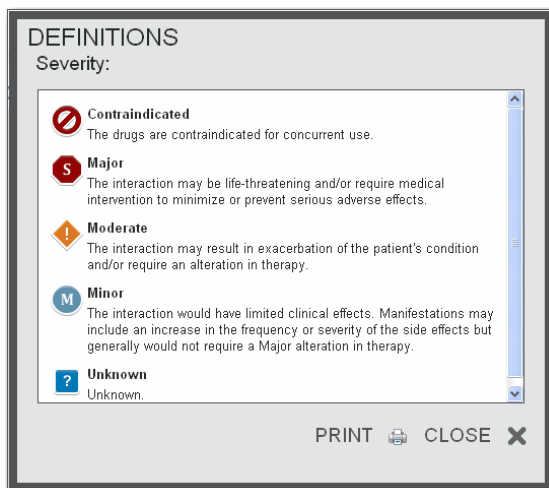 DEFINITIONS
Severity:
Contraindicated
The drugs are contraindicated for concurrent use.
S
Major
The interaction may be life-threatening and/or require medical
intervention to minimize or prevent serious adverse effects.
!
Moderate
The interaction may result in exacerbation of the patient's condition
and/or require an alteration in therapy.
M
Minor
The interaction would have limited clinical effects. Manifestations may
include an increase in the frequency or severity of the side effects but
generally would not require a Major alteration in therapy.
?
Unknown
Unknown.
PRINT CLOSE